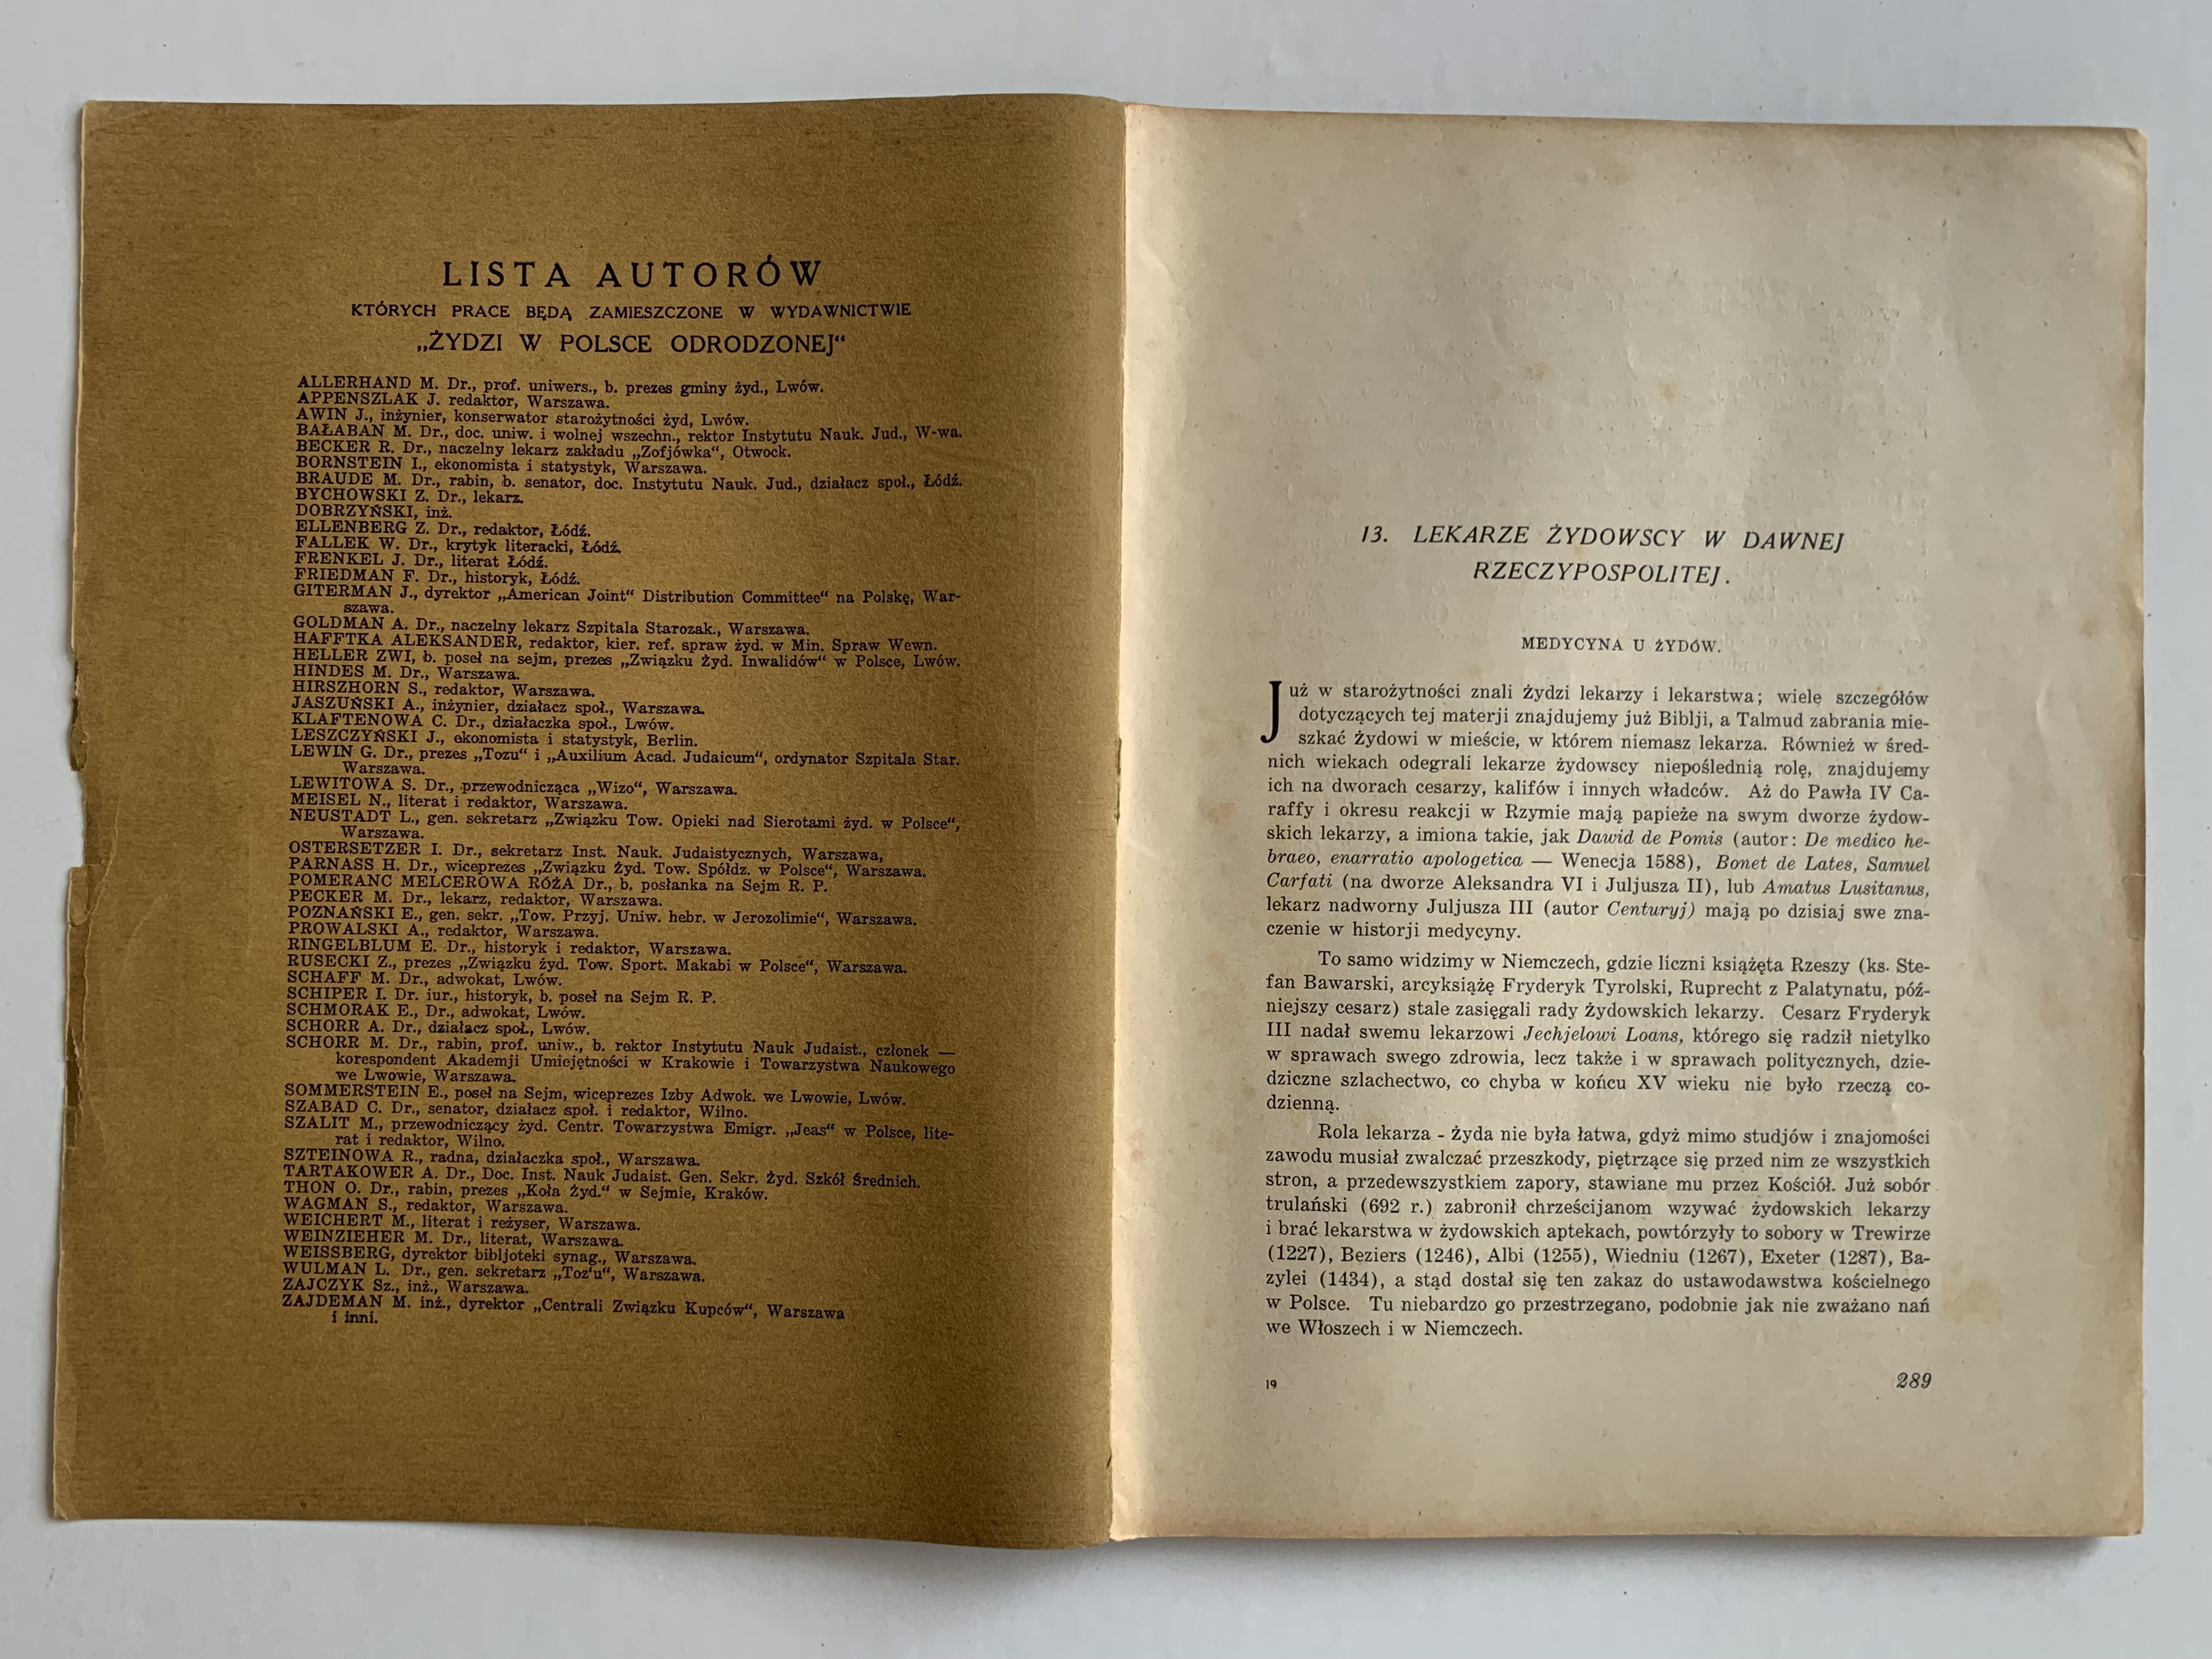 LISTA AUTORÓW
KTÓRYCH PRACE BĘDĄ ZAMIESZCZONE W WYDAWNICTWIE
„ŻYDZI W POLSCE ODRODZONEJ“
ALLERHAND M. Dr., prof. uniwers., b. prezes gminy żyd., Lwów.
APPENSZLAK J. redaktor, Warszawa.
AWIN J., inżynier, konserwator starożytności żyd, Lwów.
BAŁABAN M. Dr., doc. uniw. i wolnej wszechn., rektor Instytutu Nauk. Jud., W-wa.
BECKER R. Dr., naczelny lekarz zakładu „Zofjówka“, Otwock.
BORNSTEIN I., ekonomista i statystyk, Warszawa.
BRAUDE M. Dr., rabin, b. senator, doc. Instytutu Nauk. Jud., działacz społ., Łódź.
BYCHOWSKI Z. Dr., lekarz.
DOBRZYŃSKI, inż.
ELLENBERG Z. Dr., redaktor, Łódź.
FALLEK W. Dr., krytyk literacki, Łódź.
FRENKEL J. Dr., literat Łódź.
FRIEDMAN F. Dr., historyk, Łódź.
GITERMAN J., dyrektor „American Joint“ Distribution Committee“ na Polskę, War-
szawa.
GOLDMAN A. Dr., naczelny lekarz Szpitala Starozak., Warszawa.
HAFFTKA ALEKSANDER, redaktor, kier. ref. spraw żyd. w Min. Spraw Wewn.
HELLER ZWI, b. poseł na sejm, prezes „Związku Żyd. Inwalidów“ w Polsce, Lwów.
HINDES M. Dr., Warszawa.
HIRSZHORN S., redaktor, Warszawa.
JASZUŃSKI A., inżynier, działacz społ., Warszawa.
KLAFTENOWA C. Dr., działaczka społ., Lwów.
LESZCZYŃSKI J., ekonomista i statystyk, Berlin.
LEWIN G. Dr., prezes „Tozu“ i „Auxilium Acad. Judaicum“, ordynator Szpitala Star.
Warszawa.
LEWITOWA S. Dr., przewodnicząca „Wizo“, Warszawa.
MEISEL N., literat i redaktor, Warszawa.
NEUSTADT L., gen. sekretarz „Związku Tow. Opieki nad Sierotami żyd. w Polsce“,
Warszawa.
OSTERSETZER I. Dr., sekretarz Inst. Nauk. Judaistycznych, Warszawa,
PARNASS H. Dr., wiceprezes „Związku Żyd. Tow. Spółdz. w Polsce“, Warszawa.
POMERANC MELCEROWA RÓŻA Dr., b. posłanka na Sejm R. P.
PECKER M. Dr., lekarz, redaktor, Warszawa.
POZNAŃSKI E., gen. sekr. „Tow. Przyj. Uniw. hebr. w Jerozolimie“, Warszawa.
PROWALSKI A., redaktor, Warszawa.
RINGELBLUM E. Dr., historyk i redaktor, Warszawa.
RUSECKI Z., prezes „Związku żyd. Tow. Sport. Makabi w Polsce“, Warszawa.
SCHAFF M. Dr., adwokat, Lwów.
SCHIPER I. Dr. iur., historyk, b. poseł na Sejm R. P.
SCHMORAK E., Dr., adwokat, Lwów.
SCHORR A. Dr., działacz społ., Lwów.
SCHORR M. Dr., rabin, prof. uniw., b. rektor Instytutu Nauk Judaist., członek —
korespondent Akademji Umiejętności w Krakowie i Towarzystwa Naukowego
we Lwowie, Warszawa.
SOMMERSTEIN E., poseł na Sejm, wiceprezes Izby Adwok. we Lwowie, Lwów.
SZABAD C. Dr., senator, działacz społ. i redaktor, Wilno.
SZALIT M., przewodniczący żyd. Centr. Towarzystwa Emigr. „Jeas“ w Polsce, lite-
rat i redaktor, Wilno.
SZTEINOWA R., radna, działaczka społ., Warszawa.
TARTAKOWER A. Dr., Doc. Inst. Nauk Judaist. Gen. Sekr. Żyd. Szkół Średnich.
THON O. Dr., rabin, prezes „Koła Żyd.“ w Sejmie, Kraków.
WAGMAN S., redaktor, Warszawa.
WEICHERT M., literat i reżyser, Warszawa.
WEINZIEHER M. Dr., literat, Warszawa.
WEISSBERG, dyrektor bibljoteki synag., Warszawa.
WULMAN L. Dr., gen. sekretarz „Toz'u“, Warszawa.
ZAJCZYK Sz., inż., Warszawa.
ZAJDEMAN M. inż., dyrektor „Centrali Związku Kupców“, Warszawa
i inni.
13. LEKARZE ŻYDOWSCY W DAWNEJ
RZECZYPOSPOLITEJ.
MEDYCYNA U ŻYDÓW.
Już w starożytności znali żydzi lekarzy i lekarstwa; wiele szczegółów
dotyczących tej materji znajdujemy już Biblji, a Talmud zabrania mie-
szkać żydowi w mieście, w którem niemasz lekarza. Również w śred-
nich wiekach odegrali lekarze żydowscy niepoślednią rolę, znajdujemy
ich na dworach cesarzy, kalifów i innych władców. Aż do Pawła IV Ca-
raffy i okresu reakcji w Rzymie mają papieże na swym dworze żydow-
skich lekarzy, a imiona takie, jak Dawid de Pomis (autor: De medico he-
braeo, enarratio apologetica — Wenecja 1588), Bonet de Lates, Samuel
Carfati (na dworze Aleksandra VI i Juljusza II), lub Amatus Lusitanus,
lekarz nadworny Juljusza III (autor Centuryj) mają po dzisiaj swe zna-
czenie w historji medycyny.
To samo widzimy w Niemczech, gdzie liczni książęta Rzeszy (ks. Ste-
fan Bawarski, arcyksiążę Fryderyk Tyrolski, Ruprecht z Palatynatu, póź-
niejszy cesarz) stale zasięgali rady żydowskich lekarzy. Cesarz Fryderyk
III nadał swemu lekarzowi Jechjelowi Loans, którego się radził nietylko
w sprawach swego zdrowia, lecz także i w sprawach politycznych, dzie-
dziczne szlachectwo, co chyba w końcu XV wieku nie było rzeczą co-
dzienną.
Rola lekarza - żyda nie była łatwa, gdyż mimo studjów i znajomości
zawodu musiał zwalczać przeszkody, piętrzące się przed nim ze wszystkich
stron, a przedewszystkiem zapory, stawiane mu przez Kościół. Już sobór
trulański (692 r.) zabronił chrześcijanom wzywać żydowskich lekarzy
i brać lekarstwa w żydowskich aptekach, powtórzyły to sobory w Trewirze
(1227), Beziers (1246), Albi (1255), Wiedniu (1267), Exeter (1287), Ba-
zylei (1434), a stąd dostał się ten zakaz do ustawodawstwa kościelnego
w Polsce. Tu niebardzo go przestrzegano, podobnie jak nie zważano nań
we Włoszech i w Niemczech.
19
289